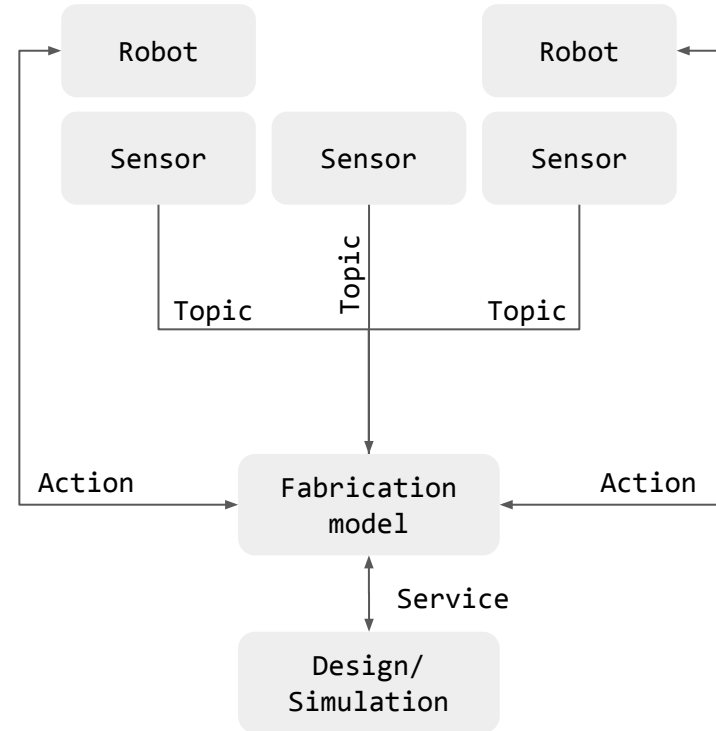 Robot
Robot
Sensor
Sensor
Sensor
Topic
Topic
Topic
Action
Fabrication
model
Action
Service
Design/
Simulation